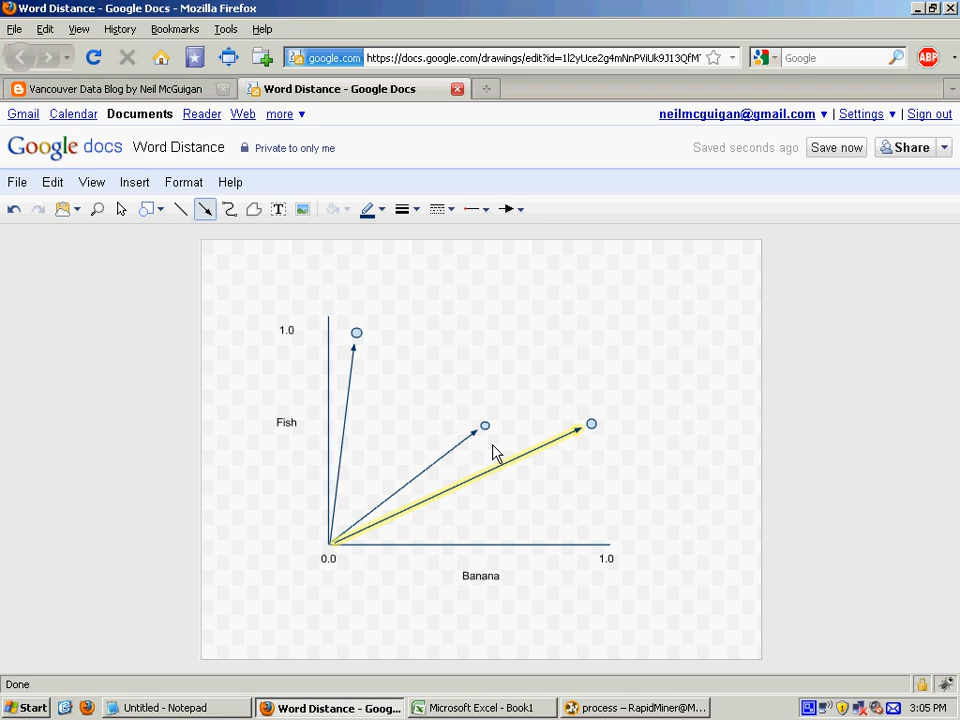 Word Distance - Google Docs - Mozilla Firefox
File Edit View History Bookmarks Tools Help
google.com https://docs.google.com/drawings/edit?id=1l2yUce2g4mNnPViUk9J13QfM Google ABP
Vancouver Data Blog by Neil McGuigan Word Distance - Google Docs
Gmail Calendar Documents Reader Web more neilmcguigan@gmail.com Settings Sign out
Google docs Word Distance Private to only me Saved seconds ago Save now Share
File Edit View Insert Format Help
1.0
Fish
0.0 1.0
Banana
Done
Start Untitled - Notepad Word Distance - Goog... Microsoft Excel - Book1 process – RapidMiner@M... 3:05 PM